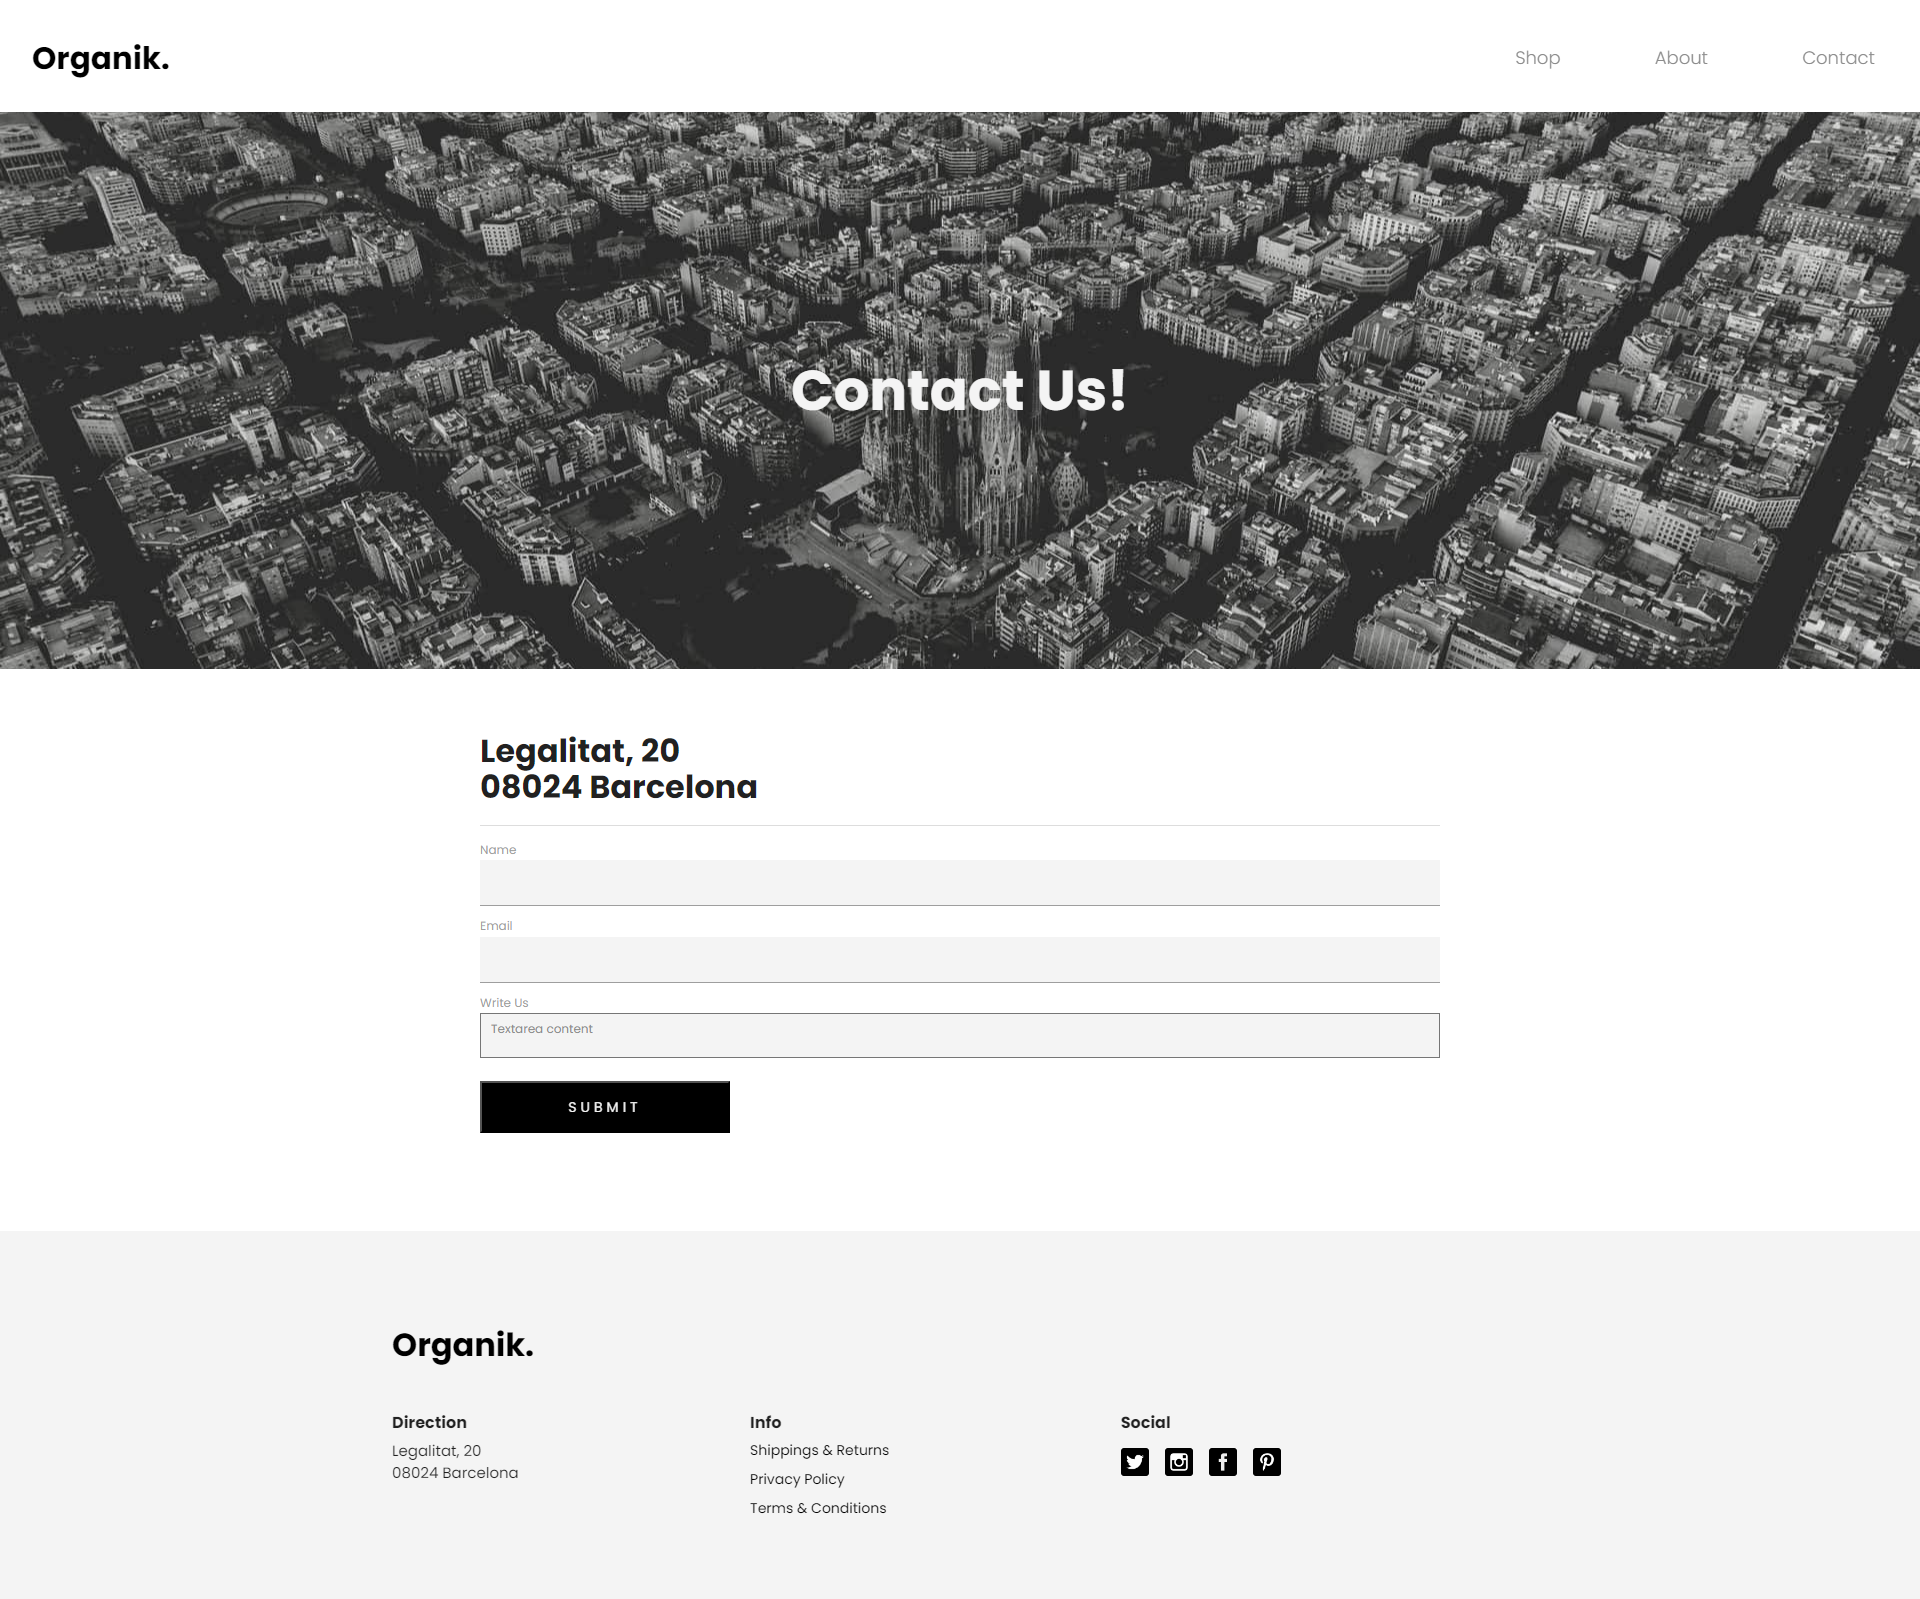 Organik.
Shop
About
Contact
Contact Us!
Legalitat, 20
08024 Barcelona
Name
Email
Write Us
Textarea content
SUBMIT
Organik.
Direction
Legalitat, 20
08024 Barcelona
Info
Shippings & Returns
Privacy Policy
Terms & Conditions
Social